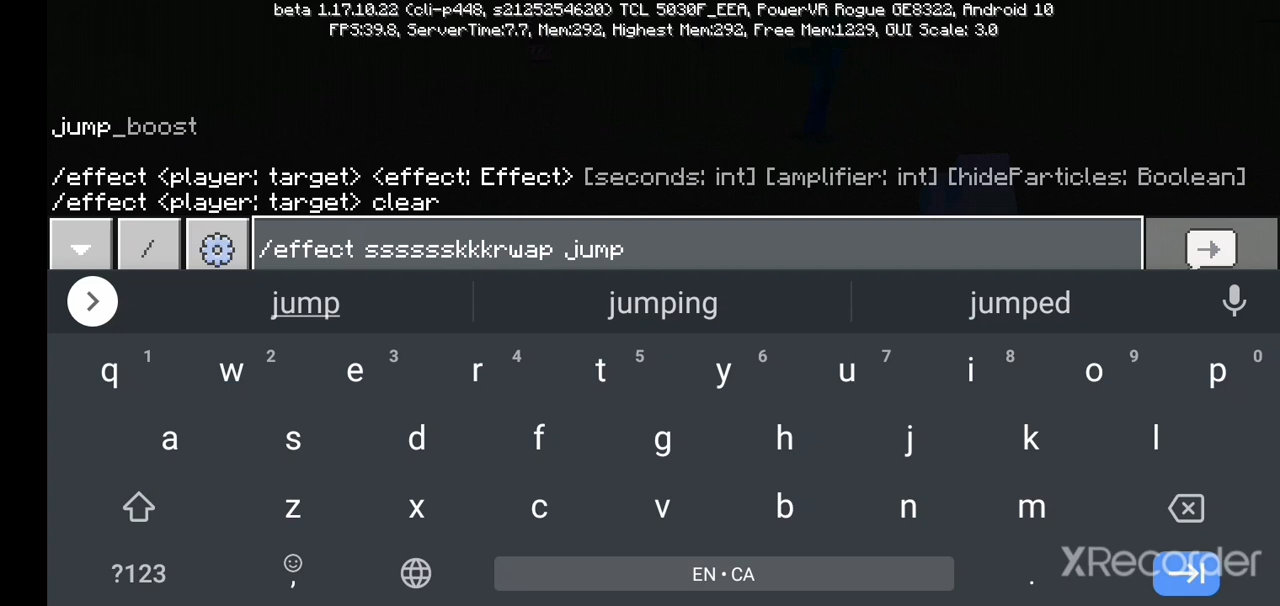 beta 1.17.10.22 (cli-p448, s2125254620) TCL 5030F_EEA, PowerVR Rogue GE8322, Android 10
FPS:39.8, ServerTime:7.7, Mem:292, Highest Mem:292, Free Mem:1229, GUI Scale: 3.0
jump_boost
/effect <player: target> <effect: Effect> [seconds: int] [amplifier: int] [hideParticles: Boolean]
/effect <player: target> clear
/ /effect sssssskkkrwap jump
jump jumping jumped
q 1 w 2 e 3 r 4 t 5 y 6 u 7 i 8 o 9 p 0
a s d f g h j k l
z x c v b n m
?123 , EN • CA .
XRecorder